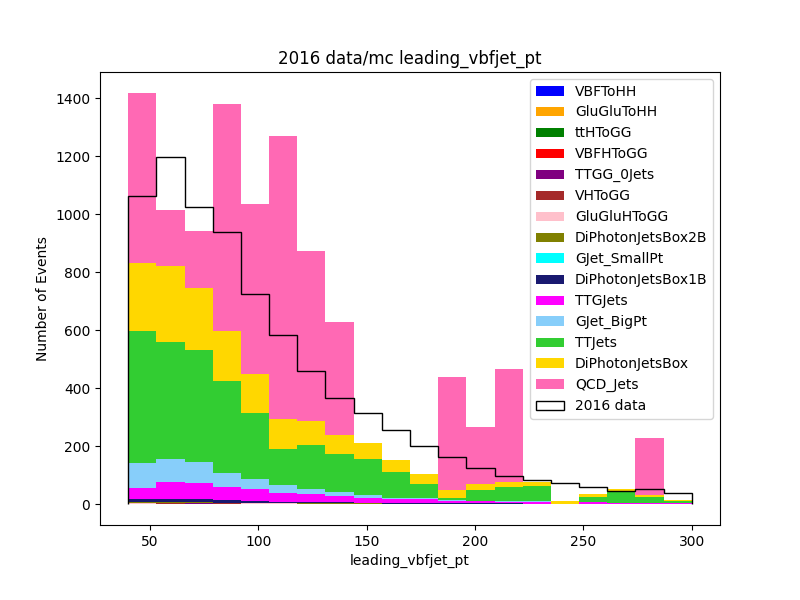 2016 data/mc leading_vbfjet_pt
1400
1200
1000
800
600
400
200
0
Number of Events
50
100
150
200
250
300
leading_vbfjet_pt
VBFToHH
GluGluToHH
ttHToGG
VBFHToGG
TTGG_0Jets
VHToGG
GluGluHToGG
DiPhotonJetsBox2B
GJet_SmallPt
DiPhotonJetsBox1B
TTGJets
GJet_BigPt
TTJets
DiPhotonJetsBox
QCD_Jets
2016 data